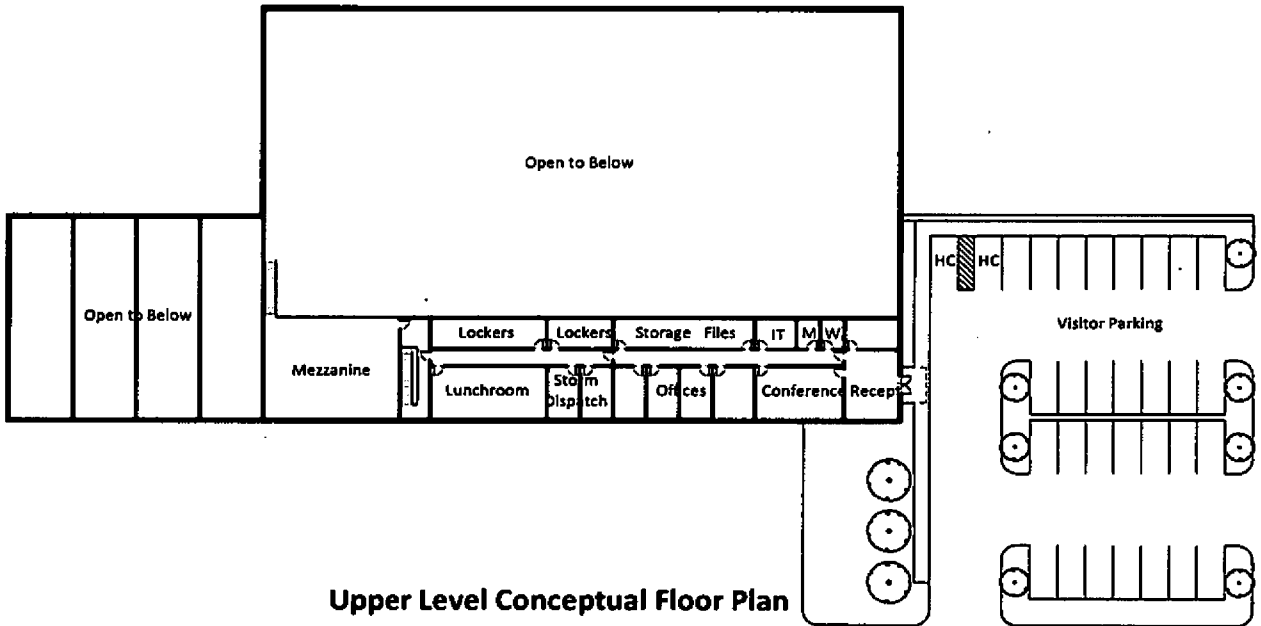 Open to Below
HC HC
Open to Below
Visitor Parking
Lockers Lockers Storage Files IT M W
Mezzanine
Lunchroom Storm Dispatch Offices Conference Recept
Upper Level Conceptual Floor Plan